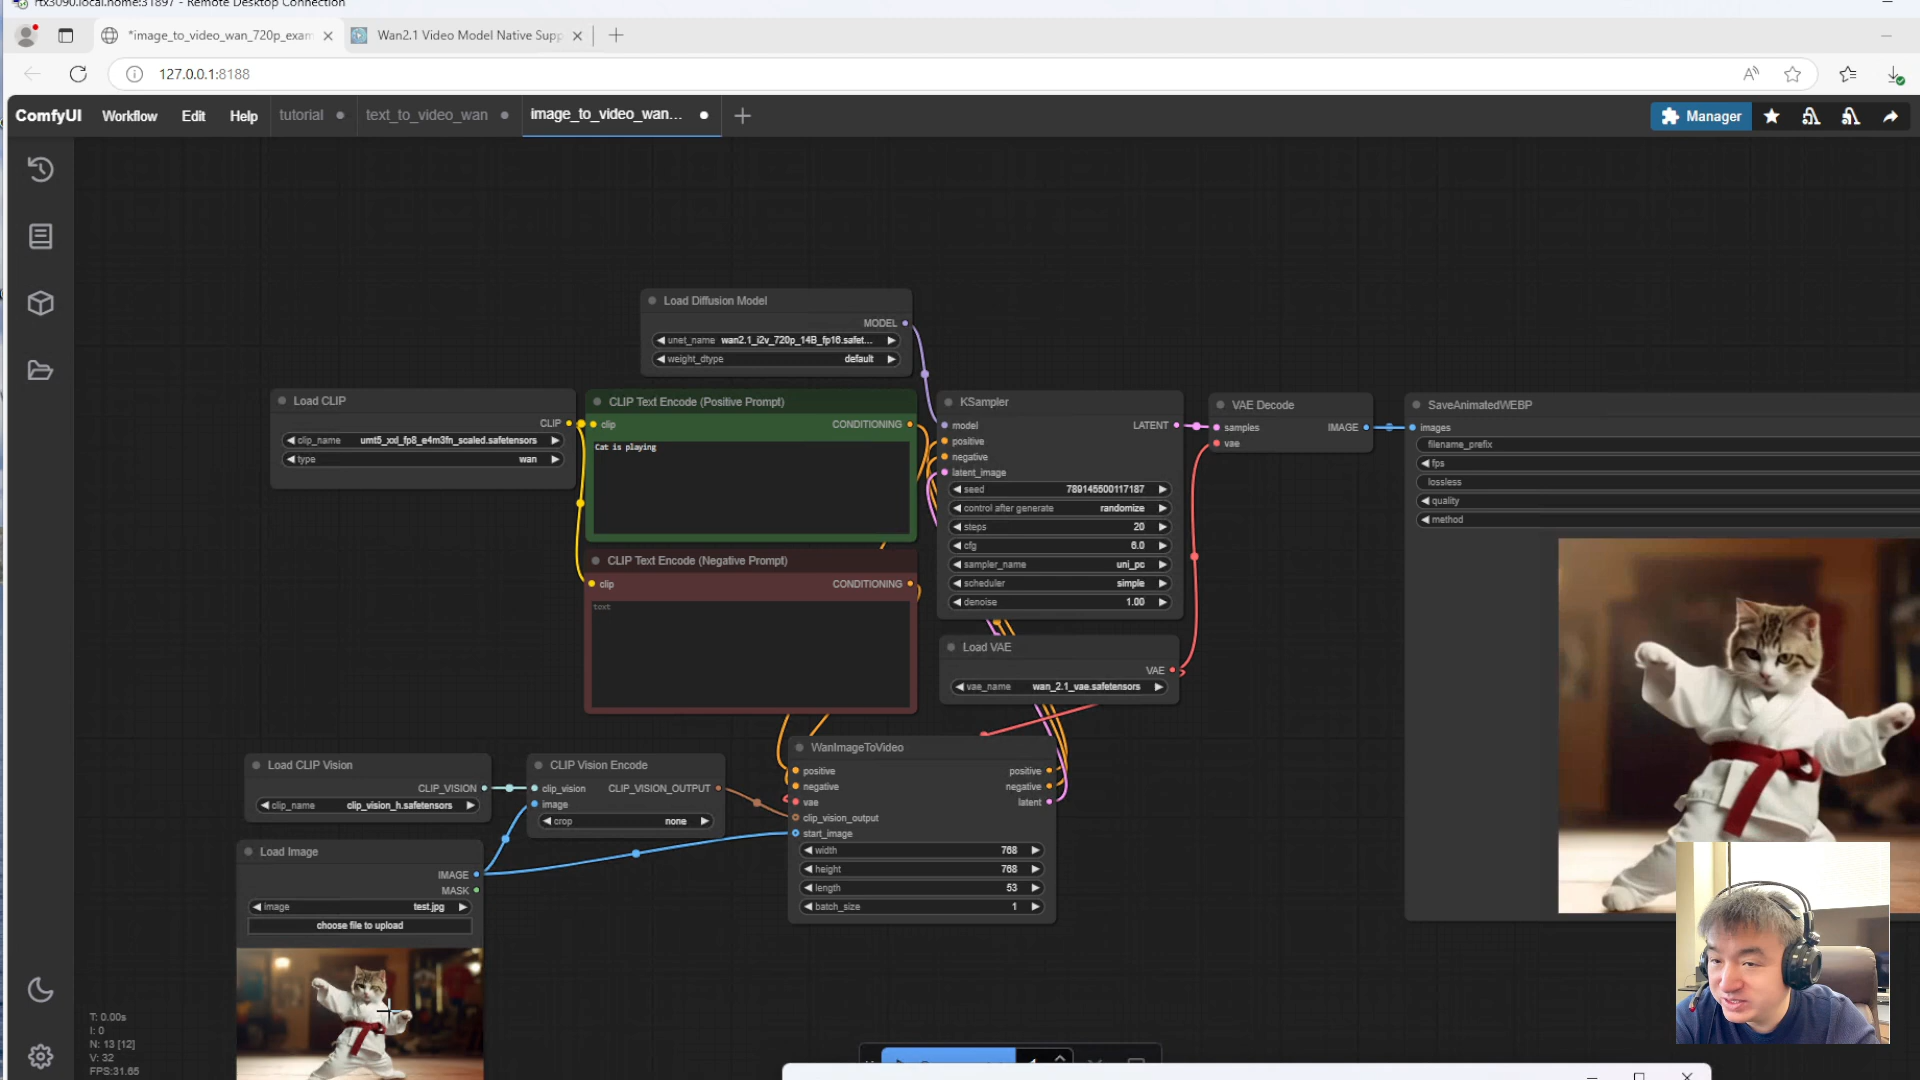 rtx3090.local.home:31897 - Remote Desktop Connection
*image_to_video_wan_720p_exam
Wan2.1 Video Model Native Supp
127.0.0.1:8188
ComfyUI
Workflow
Edit
Help
tutorial
text_to_video_wan
image_to_video_wan...
Manager
Load Diffusion Model
MODEL
unet_name wan2.1_i2v_720p_14B_fp16.safet...
weight_dtype default
Load CLIP
CLIP
clip_name umt5_xxl_fp8_e4m3fn_scaled.safetensors
type wan
CLIP Text Encode (Positive Prompt)
clip CONDITIONING
Cat is playing
CLIP Text Encode (Negative Prompt)
clip CONDITIONING
text
KSampler
model LATENT
positive
negative
latent_image
seed 789145500117187
control after generate randomize
steps 20
cfg 6.0
sampler_name uni_pc
scheduler simple
denoise 1.00
VAE Decode
samples IMAGE
vae
SaveAnimatedWEBP
images
filename_prefix
fps
lossless
quality
method
Load VAE
VAE
vae_name wan_2.1_vae.safetensors
Load CLIP Vision
CLIP_VISION
clip_name clip_vision_h.safetensors
CLIP Vision Encode
clip_vision CLIP_VISION_OUTPUT
image
crop none
WanImageToVideo
positive positive
negative negative
vae latent
clip_vision_output
start_image
width 768
height 768
length 53
batch_size 1
Load Image
IMAGE
MASK
image test.jpg
choose file to upload
T: 0.00s
I: 0
N: 13 [12]
V: 32
FPS:31.65